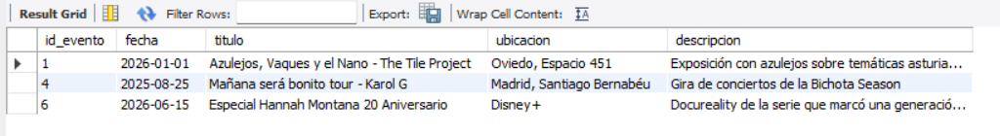 Result Grid Filter Rows: Export: Wrap Cell Content: IA
id_evento fecha titulo ubicacion descripcion
1 2026-01-01 Azulejos, Vaques y el Nano - The Tile Project Oviedo, Espacio 451 Exposición con azulejos sobre temáticas asturia...
4 2025-08-25 Mañana será bonito tour - Karol G Madrid, Santiago Bernabéu Gira de conciertos de la Bichota Season
6 2026-06-15 Especial Hannah Montana 20 Aniversario Disney+ Docureality de la serie que marcó una generació...